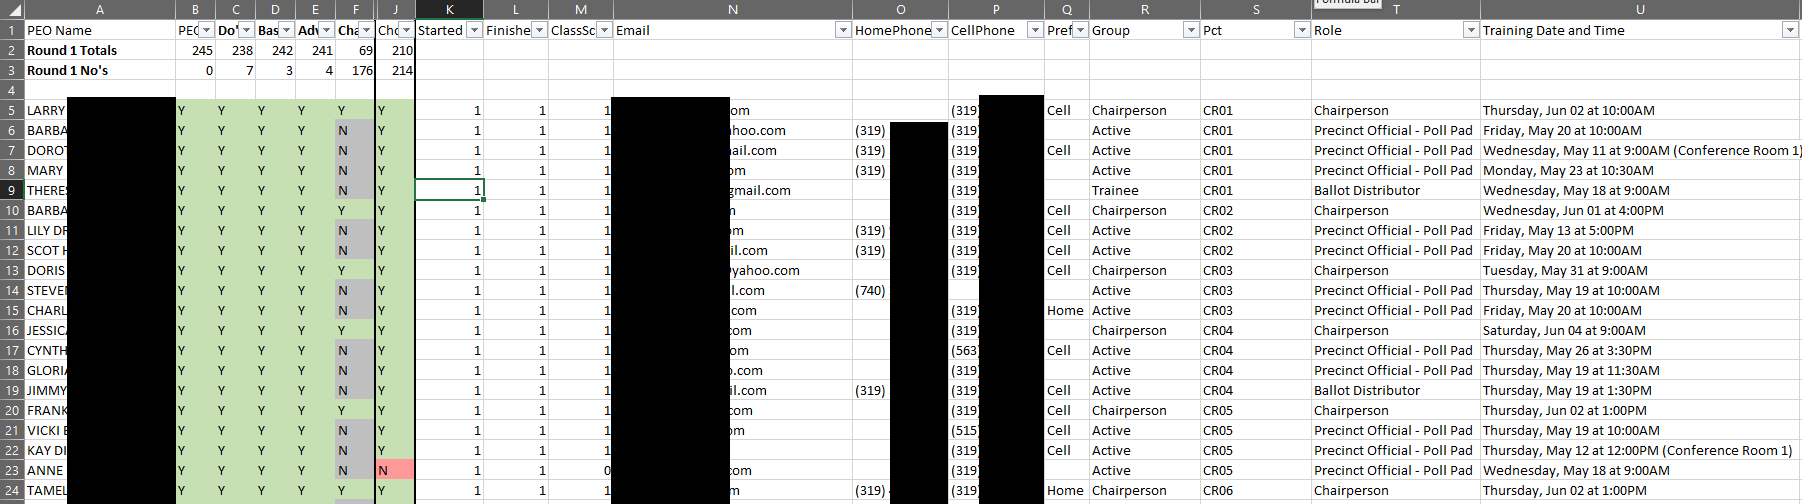 Formula Bar
A B C D E F J K L M N O P Q R S T U
1 PEO Name PEC Do' Bas Adv Cha Cho Started Finishe ClassSc Email HomePhone CellPhone Pref Group Pct Role Training Date and Time
2 Round 1 Totals 245 238 242 241 69 210
3 Round 1 No's 0 7 3 4 176 214
4
5 LARRY Y Y Y Y Y Y 1 1 1 om (319) Cell Chairperson CR01 Chairperson Thursday, Jun 02 at 10:00AM
6 BARBA Y Y Y Y N Y 1 1 1 hoo.com (319) (319) Active CR01 Precinct Official - Poll Pad Friday, May 20 at 10:00AM
7 DOROT Y Y Y Y N Y 1 1 1 ail.com (319) (319) Cell Active CR01 Precinct Official - Poll Pad Wednesday, May 11 at 9:00AM (Conference Room 1)
8 MARY Y Y Y Y N Y 1 1 1 om (319) (319) Active CR01 Precinct Official - Poll Pad Monday, May 23 at 10:30AM
9 THERES Y Y Y Y N Y 1 1 1 gmail.com (319) Trainee CR01 Ballot Distributor Wednesday, May 18 at 9:00AM
10 BARBA Y Y Y Y Y Y 1 1 1 m (319) Cell Chairperson CR02 Chairperson Wednesday, Jun 01 at 4:00PM
11 LILY DR Y Y Y Y N Y 1 1 1 om (319) (319) Cell Active CR02 Precinct Official - Poll Pad Friday, May 13 at 5:00PM
12 SCOT H Y Y Y Y N Y 1 1 1 il.com (319) (319) Cell Active CR02 Precinct Official - Poll Pad Friday, May 20 at 10:00AM
13 DORIS Y Y Y Y Y Y 1 1 1 yahoo.com (319) Cell Chairperson CR03 Chairperson Tuesday, May 31 at 9:00AM
14 STEVEN Y Y Y Y N Y 1 1 1 l.com (740) Active CR03 Precinct Official - Poll Pad Thursday, May 19 at 10:00AM
15 CHARL Y Y Y Y N Y 1 1 1 .com (319) Home Active CR03 Precinct Official - Poll Pad Friday, May 20 at 10:00AM
16 JESSICA Y Y Y Y Y Y 1 1 1 com (319) Chairperson CR04 Chairperson Saturday, Jun 04 at 9:00AM
17 CYNTH Y Y Y Y N Y 1 1 1 om (563) Cell Active CR04 Precinct Official - Poll Pad Thursday, May 26 at 3:30PM
18 GLORIA Y Y Y Y N Y 1 1 1 o.com (319) Active CR04 Precinct Official - Poll Pad Thursday, May 19 at 11:30AM
19 JIMMY Y Y Y Y N Y 1 1 1 il.com (319) (319) Cell Active CR04 Ballot Distributor Thursday, May 19 at 1:30PM
20 FRANK Y Y Y Y Y Y 1 1 1 com (319) Cell Chairperson CR05 Chairperson Thursday, Jun 02 at 1:00PM
21 VICKI B Y Y Y Y N Y 1 1 1 om (515) Cell Active CR05 Precinct Official - Poll Pad Thursday, May 19 at 10:00AM
22 KAY DI Y Y Y Y N Y 1 1 1 (319) Cell Active CR05 Precinct Official - Poll Pad Thursday, May 12 at 12:00PM (Conference Room 1)
23 ANNE Y Y Y Y N N 1 1 0 com (319) Active CR05 Precinct Official - Poll Pad Wednesday, May 18 at 9:00AM
24 TAMEL Y Y Y Y Y Y 1 1 1 m (319) (319) Home Chairperson CR06 Chairperson Thursday, Jun 02 at 1:00PM